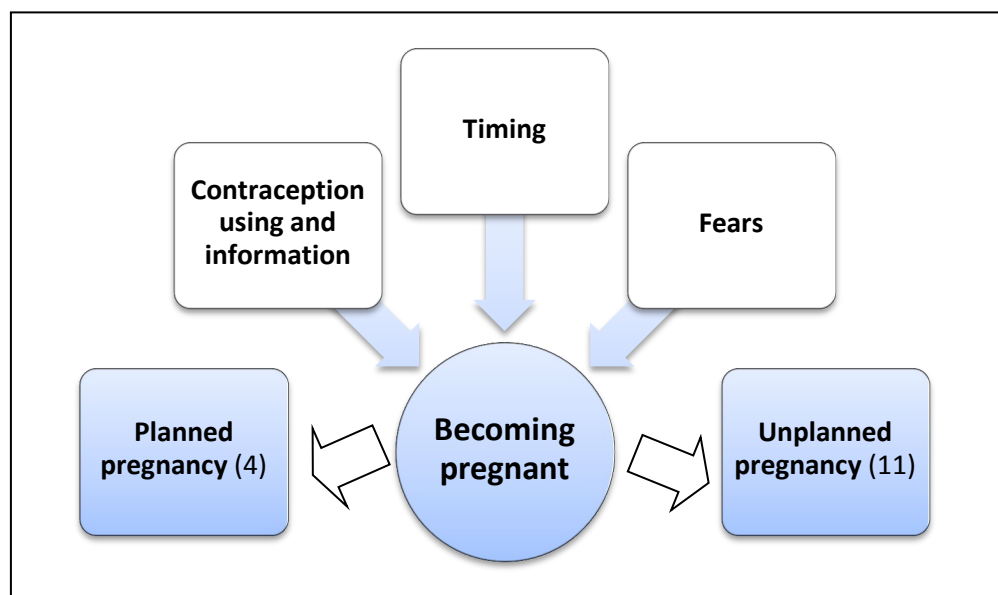 Timing
Contraception
using and
information
Fears
Becoming
pregnant
Planned
pregnancy (4)
Unplanned
pregnancy (11)